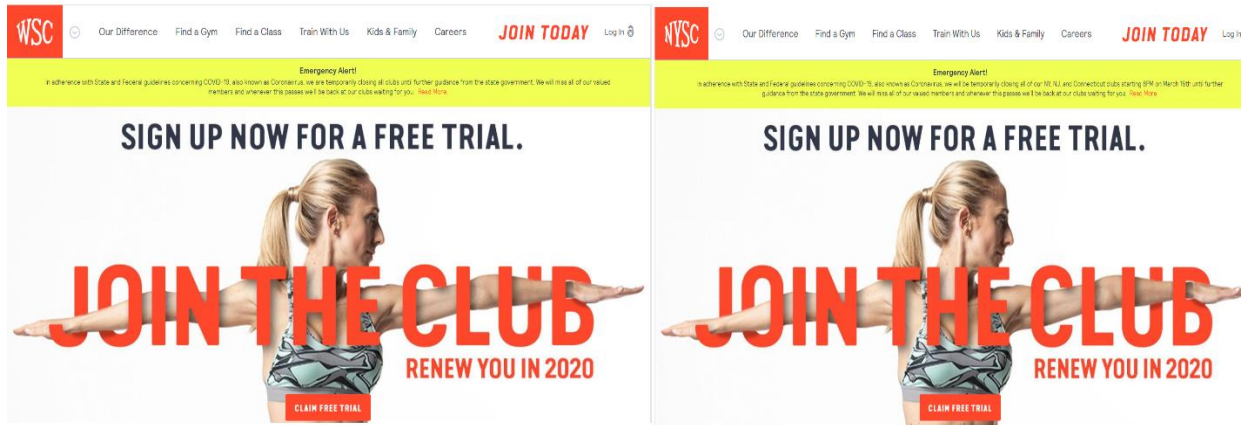 WSC
Our Difference Find a Gym Find a Class Train With Us Kids & Family Careers JOIN TODAY Log In
Emergency Alert!
In adherence with State and Federal guidelines concerning COVID-19, also known as Coronavirus, we are temporarily closing all clubs until further guidance from the state government. We will miss all of our valued
members and whenever this passes we'll be back at our clubs waiting for you. Read More
SIGN UP NOW FOR A FREE TRIAL.
JOIN THE CLUB
RENEW YOU IN 2020
CLAIM FREE TRIAL
NYSC
Our Difference Find a Gym Find a Class Train With Us Kids & Family Careers JOIN TODAY Log In
Emergency Alert!
In adherence with State and Federal guidelines concerning COVID-19, also known as Coronavirus, we will be temporarily closing all of our NY, NJ, and Connecticut clubs starting 8PM on March 16th until further
guidance from the state government. We will miss all of our valued members and whenever this passes we'll be back at our clubs waiting for you. Read More
SIGN UP NOW FOR A FREE TRIAL.
JOIN THE CLUB
RENEW YOU IN 2020
CLAIM FREE TRIAL